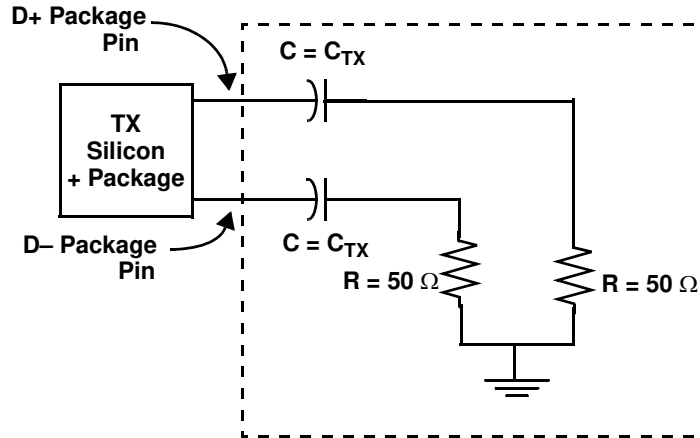 D+ Package
Pin
C = CTX
TX
Silicon
+ Package
D– Package
Pin
C = CTX
R = 50 Ω
R = 50 Ω